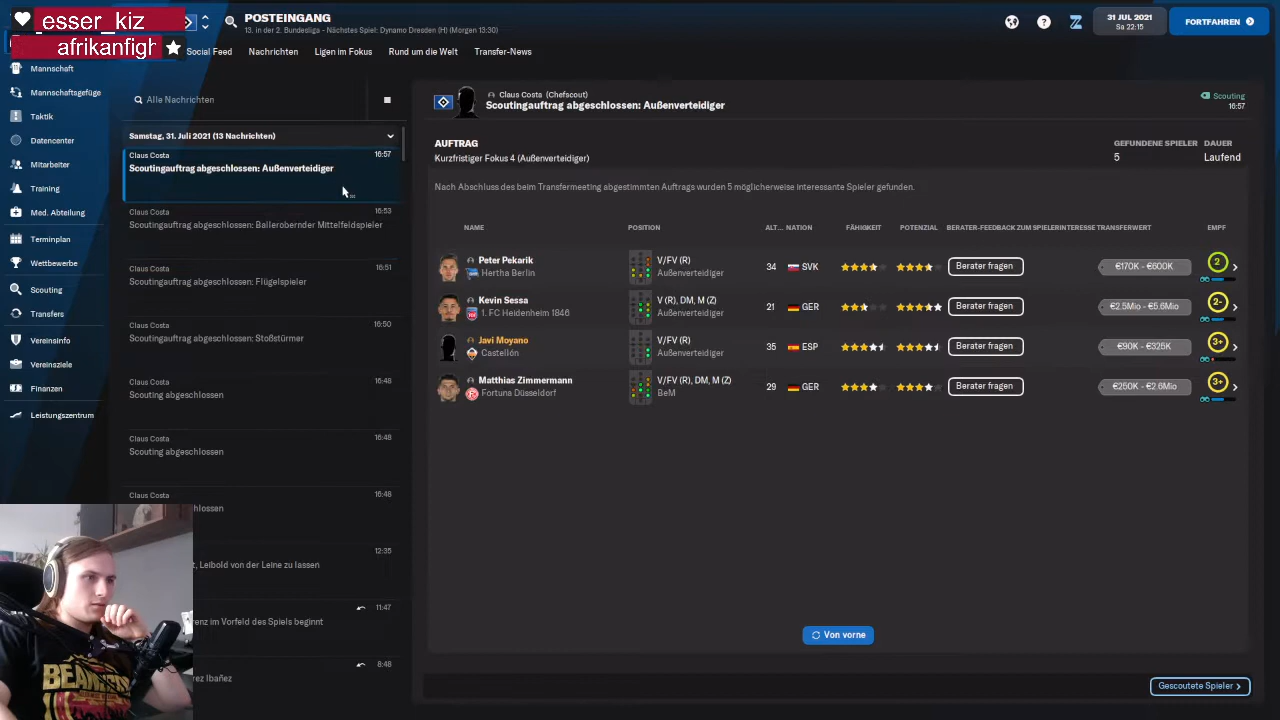 _esser_kiz
afrikanfigh
POSTEINGANG
13. in der 2. Bundesliga - Nächstes Spiel: Dynamo Dresden (H) (Morgen 13:30)
31 JUL 2021
Sa 22:15
FORTFAHREN
Social Feed
Nachrichten
Ligen im Fokus
Rund um die Welt
Transfer-News
Mannschaft
Mannschaftsgefüge
Taktik
Datencenter
Mitarbeiter
Training
Med. Abteilung
Terminplan
Wettbewerbe
Scouting
Transfers
Vereinsinfo
Vereinsziele
Finanzen
Leistungszentrum
Alle Nachrichten
Samstag, 31. Juli 2021 (13 Nachrichten)
Claus Costa 16:57
Scoutingauftrag abgeschlossen: Außenverteidiger
Claus Costa 16:53
Scoutingauftrag abgeschlossen: Ballerobernder Mittelfeldspieler
Claus Costa 16:51
Scoutingauftrag abgeschlossen: Flügelspieler
Claus Costa 16:50
Scoutingauftrag abgeschlossen: Stoßstürmer
Claus Costa 16:48
Scouting abgeschlossen
Claus Costa 16:48
Scouting abgeschlossen
Claus Costa 16:48
lossen
12:35
t, Leibold von der Leine zu lassen
11:47
renz im Vorfeld des Spiels beginnt
8:48
rez Ibañez
Claus Costa (Chefscout)
Scoutingauftrag abgeschlossen: Außenverteidiger
Scouting
16:57
AUFTRAG
Kurzfristiger Fokus 4 (Außenverteidiger)
GEFUNDENE SPIELER
5
DAUER
Laufend
Nach Abschluss des beim Transfermeeting abgestimmten Auftrags wurden 5 möglicherweise interessante Spieler gefunden.
NAME POSITION ALT... NATION FÄHIGKEIT POTENZIAL BERATER-FEEDBACK ZUM SPIELERINTERESSE TRANSFERWERT EMPF
Peter Pekarik V/FV (R) 34 SVK Berater fragen €170K - €600K 2
Hertha Berlin Außenverteidiger
Kevin Sessa V (R), DM, M (Z) 21 GER Berater fragen €2.5Mio - €5.6Mio 2-
1. FC Heidenheim 1846 Außenverteidiger
Javi Moyano V/FV (R) 35 ESP Berater fragen €90K - €325K 3+
Castellón Außenverteidiger
Matthias Zimmermann V/FV (R), DM, M (Z) 29 GER Berater fragen €250K - €2.6Mio 3+
Fortuna Düsseldorf BeM
Von vorne
Gescoutete Spieler